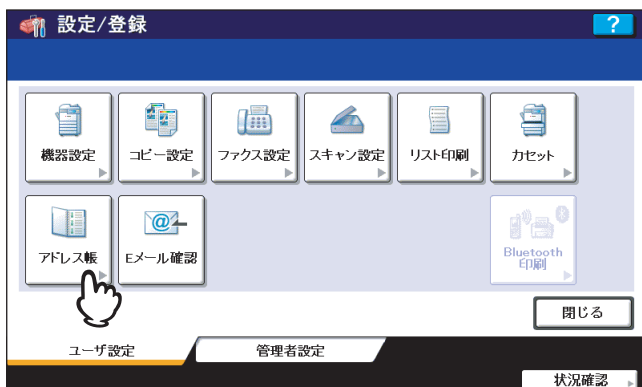 設定/登録
?
機器設定
コピー設定
ファクス設定
スキャン設定
リスト印刷
カセット
アドレス帳
Eメール確認
Bluetooth
印刷
閉じる
ユーザ設定
管理者設定
状況確認